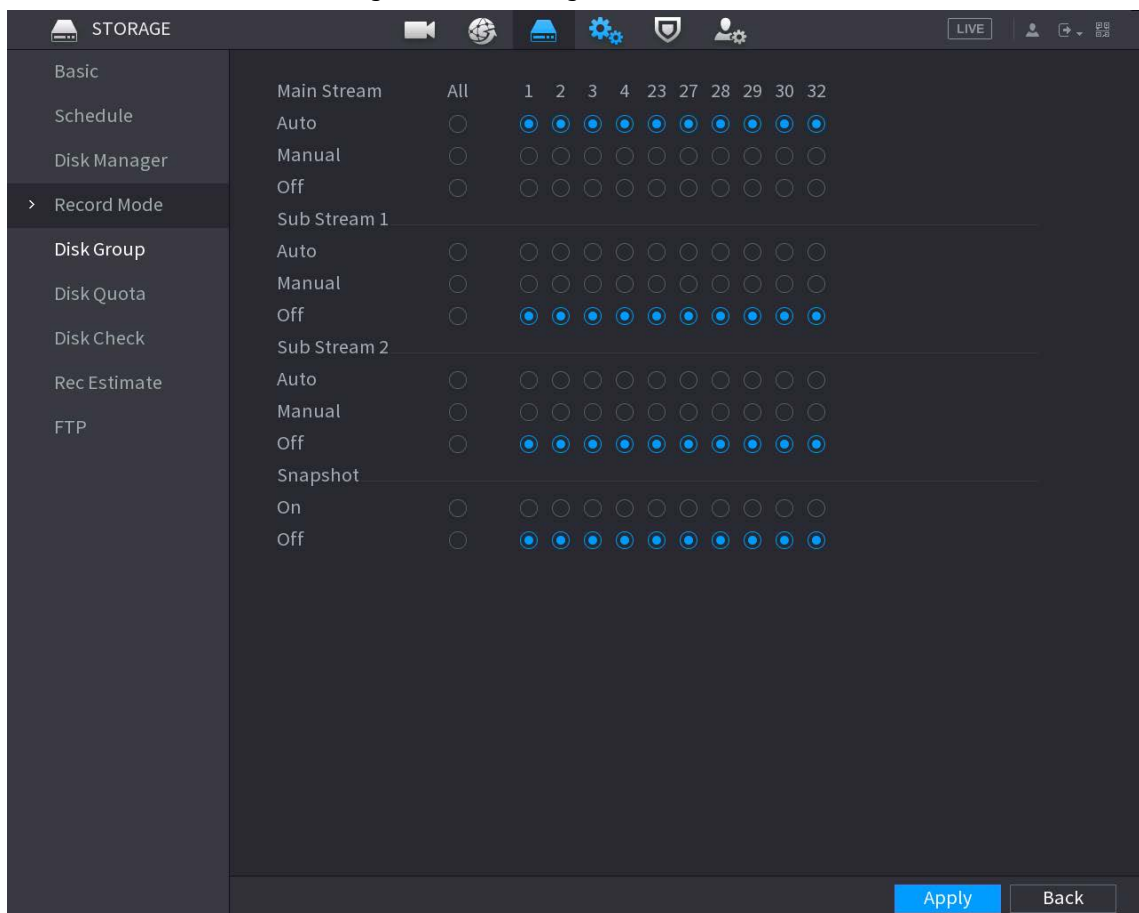 STORAGE LIVE
Basic
Schedule
Disk Manager
Record Mode
Disk Group
Disk Quota
Disk Check
Rec Estimate
FTP
Main Stream All 1 2 3 4 23 27 28 29 30 32
Auto
Manual
Off
Sub Stream 1
Auto
Manual
Off
Sub Stream 2
Auto
Manual
Off
Snapshot
On
Off
Apply Back